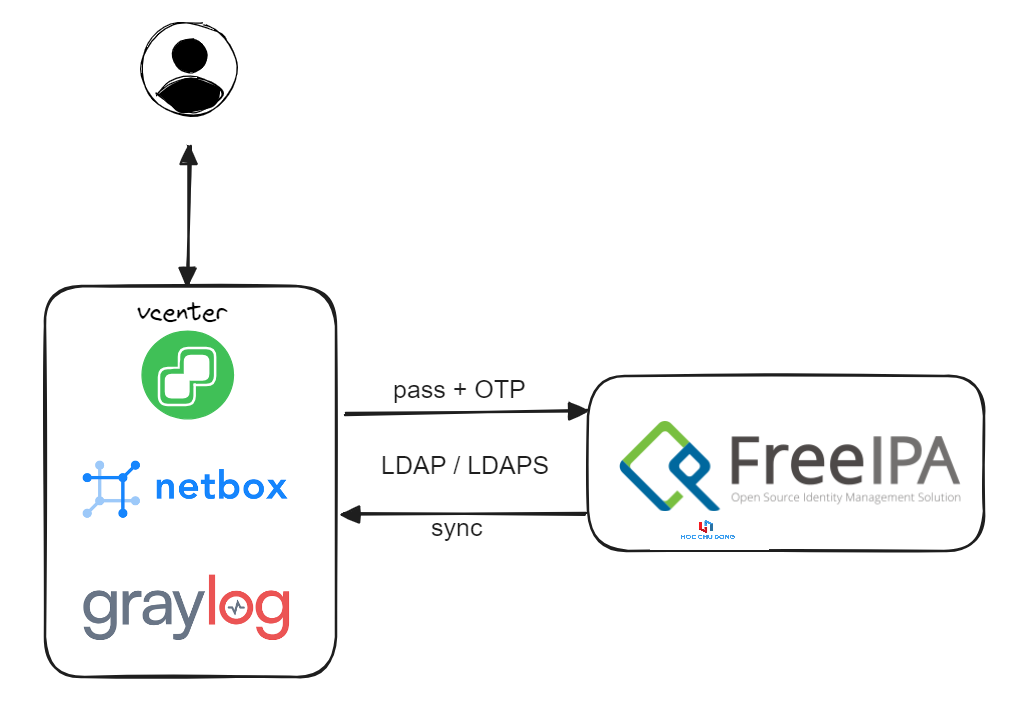 vcenter
netbox
graylog
pass + OTP
LDAP / LDAPS
sync
FreeIPA
Open Source Identity Management Solution
HOC CHU DONG